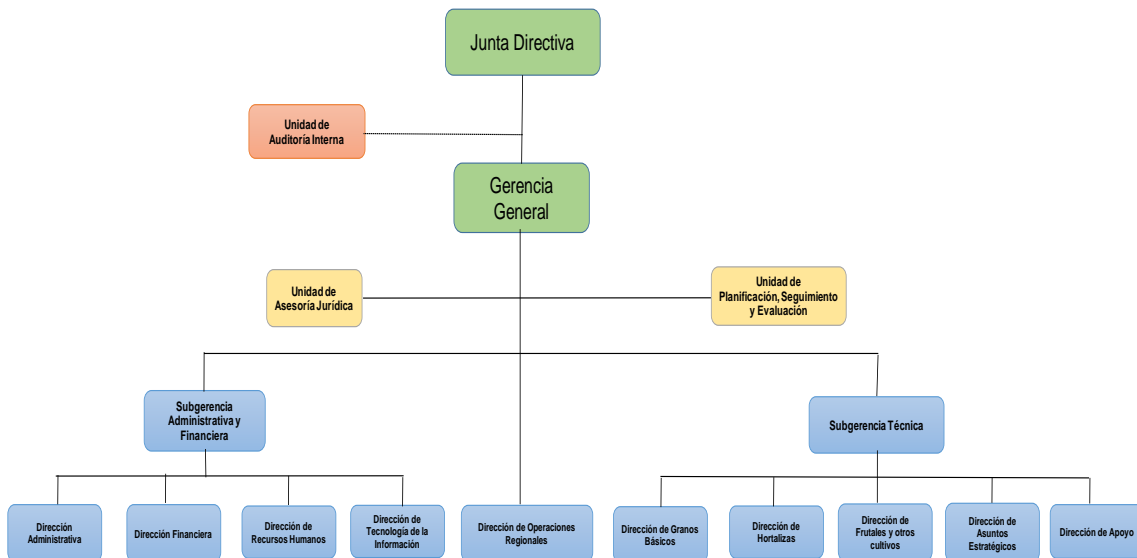 Junta Directiva
Unidad de
Auditoría Interna
Gerencia
General
Unidad de
Asesoría Jurídica
Unidad de
Planificación, Seguimiento
y Evaluación
Subgerencia
Administrativa y
Financiera
Subgerencia Técnica
Dirección
Administrativa
Dirección Financiera
Dirección de
Recursos Humanos
Dirección de
Tecnología de la
Información
Dirección de Operaciones
Regionales
Dirección de Granos
Básicos
Dirección de
Hortalizas
Dirección de
Frutales y otros
cultivos
Dirección de
Asuntos
Estratégicos
Dirección de Apoyo